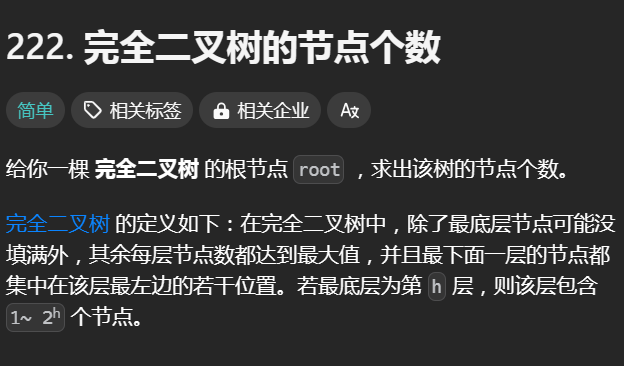 222. 完全二叉树的节点个数
简单 相关标签 相关企业 Aあ
给你一棵 完全二叉树 的根节点 root ，求出该树的节点个数。
完全二叉树 的定义如下：在完全二叉树中，除了最底层节点可能没
填满外，其余每层节点数都达到最大值，并且最下面一层的节点都
集中在该层最左边的若干位置。若最底层为第 h 层，则该层包含
1~ 2ʰ 个节点。